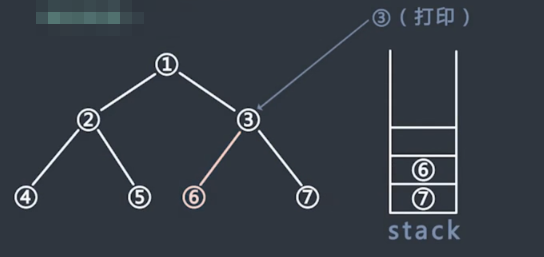 ③ ( 打印 )
①
② ③
④ ⑤ ⑥ ⑦
⑥
⑦
stack